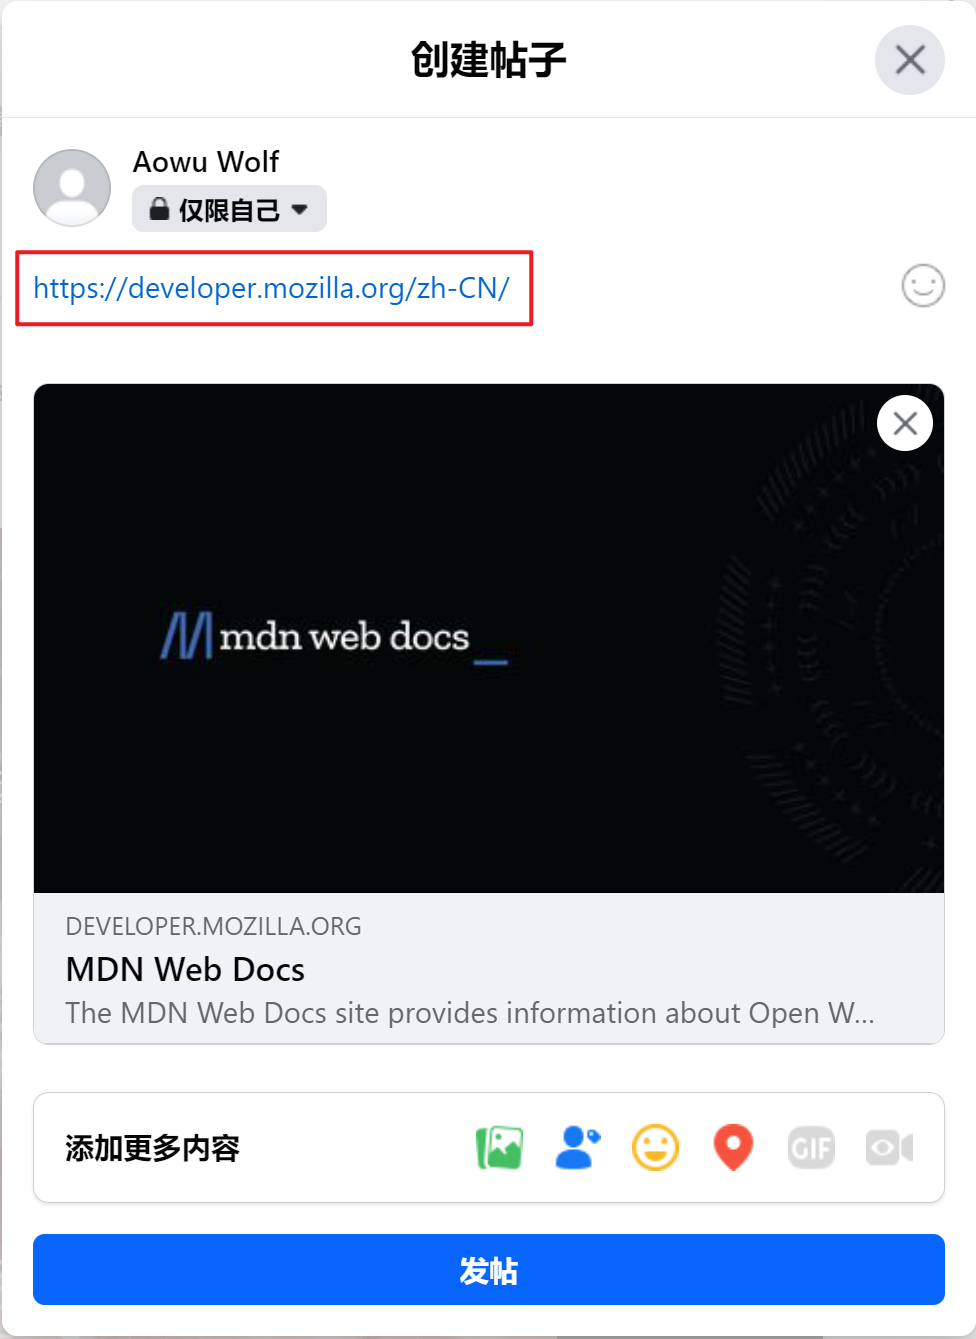 创建帖子
Aowu Wolf
仅限自己
https://developer.mozilla.org/zh-CN/
mdn web docs_
DEVELOPER.MOZILLA.ORG
MDN Web Docs
The MDN Web Docs site provides information about Open W...
添加更多内容
GIF
发帖